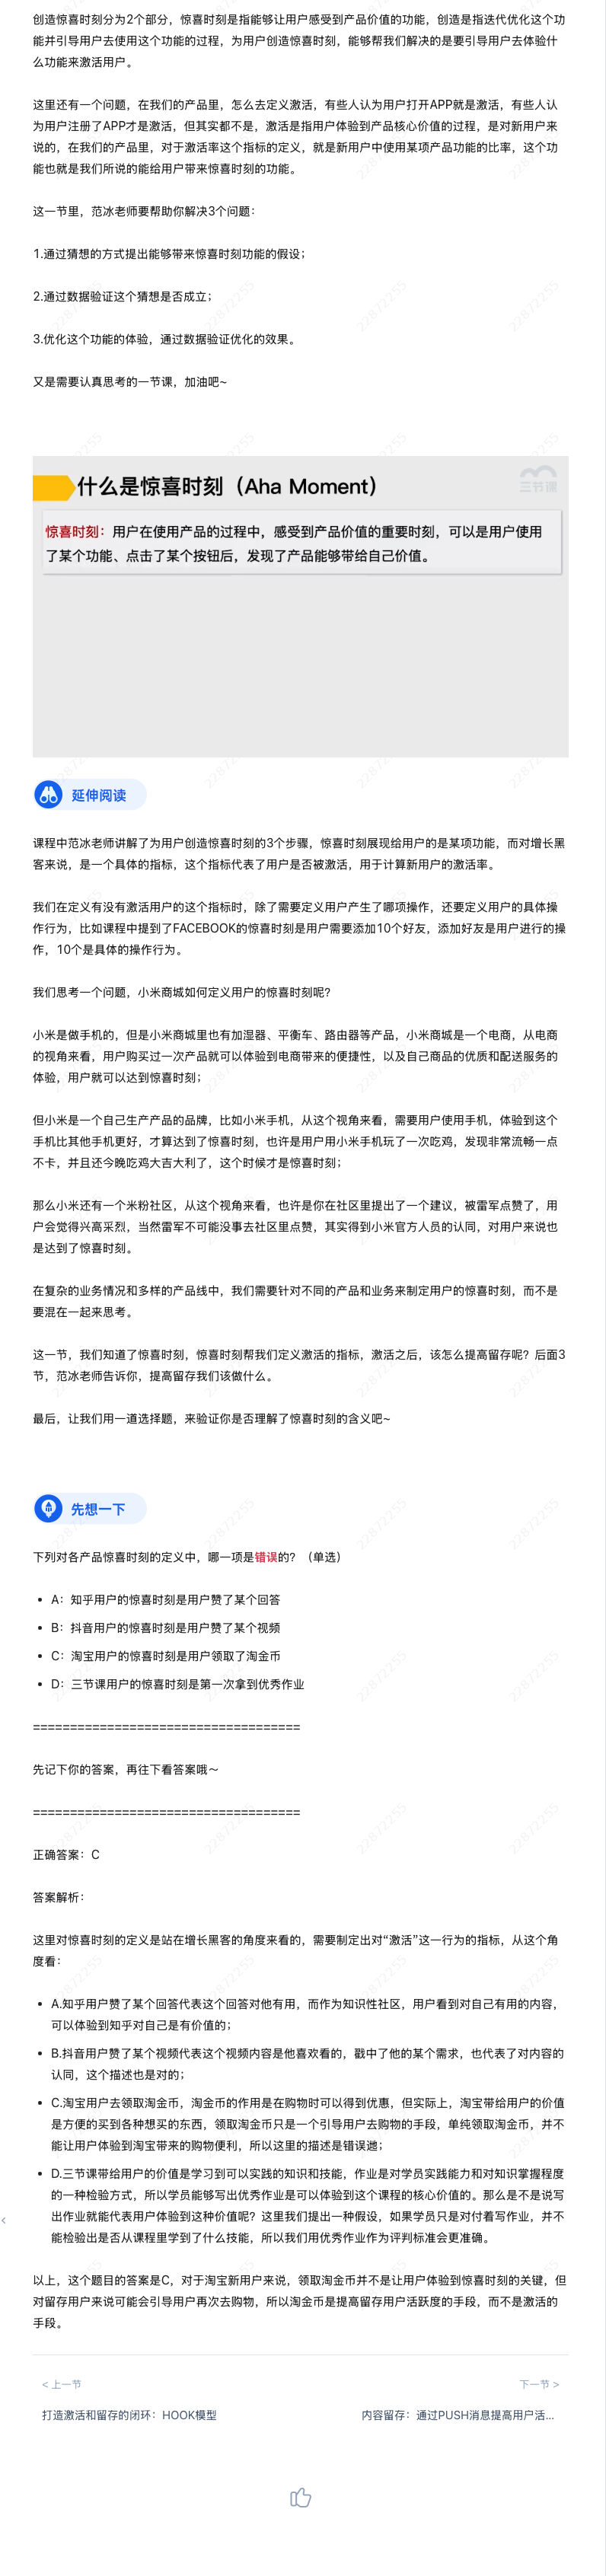 创造惊喜时刻分为2个部分，惊喜时刻是指能够让用户感受到产品价值的功能，创造是指迭代优化这个功
能并引导用户去使用这个功能的过程，为用户创造惊喜时刻，能够帮我们解决的是要引导用户去体验什
么功能来激活用户。
这里还有一个问题，在我们的产品里，怎么去定义激活，有些人认为用户打开APP就是激活，有些人认
为用户注册了APP才是激活，但其实都不是，激活是指用户体验到产品核心价值的过程，是对新用户来
说的，在我们的产品里，对于激活率这个指标的定义，就是新用户中使用某项产品功能的比率，这个功
能也就是我们所说的能给用户带来惊喜时刻的功能。
这一节里，范冰老师要帮助你解决3个问题：
1.通过猜想的方式提出能够带来惊喜时刻功能的假设；
2.通过数据验证这个猜想是否成立；
3.优化这个功能的体验，通过数据验证优化的效果。
又是需要认真思考的一节课，加油吧~
三节课
什么是惊喜时刻（Aha Moment）
惊喜时刻：用户在使用产品的过程中，感受到产品价值的重要时刻，可以是用户使用
了某个功能、点击了某个按钮后，发现了产品能够带给自己价值。
延伸阅读
课程中范冰老师讲解了为用户创造惊喜时刻的3个步骤，惊喜时刻展现给用户的是某项功能，而对增长黑
客来说，是一个具体的指标，这个指标代表了用户是否被激活，用于计算新用户的激活率。
我们在定义有没有激活用户的这个指标时，除了需要定义用户产生了哪项操作，还要定义用户的具体操
作行为，比如课程中提到了FACEBOOK的惊喜时刻是用户需要添加10个好友，添加好友是用户进行的操
作，10个是具体的操作行为。
我们思考一个问题，小米商城如何定义用户的惊喜时刻呢？
小米是做手机的，但是小米商城里也有加湿器、平衡车、路由器等产品，小米商城是一个电商，从电商
的视角来看，用户购买过一次产品就可以体验到电商带来的便捷性，以及自己商品的优质和配送服务的
体验，用户就可以达到惊喜时刻；
但小米是一个自己生产产品的品牌，比如小米手机，从这个视角来看，需要用户使用手机，体验到这个
手机比其他手机更好，才算达到了惊喜时刻，也许是用户用小米手机玩了一次吃鸡，发现非常流畅一点
不卡，并且还今晚吃鸡大吉大利了，这个时候才是惊喜时刻；
那么小米还有一个米粉社区，从这个视角来看，也许是你在社区里提出了一个建议，被雷军点赞了，用
户会觉得兴高采烈，当然雷军不可能没事去社区里点赞，其实得到小米官方人员的认同，对用户来说也
是达到了惊喜时刻。
在复杂的业务情况和多样的产品线中，我们需要针对不同的产品和业务来制定用户的惊喜时刻，而不是
要混在一起来思考。
这一节，我们知道了惊喜时刻，惊喜时刻帮我们定义激活的指标，激活之后，该怎么提高留存呢？后面3
节，范冰老师告诉你，提高留存我们该做什么。
最后，让我们用一道选择题，来验证你是否理解了惊喜时刻的含义吧~
先想一下
下列对各产品惊喜时刻的定义中，哪一项是错误的？（单选）
▪ A：知乎用户的惊喜时刻是用户赞了某个回答
▪ B：抖音用户的惊喜时刻是用户赞了某个视频
▪ C：淘宝用户的惊喜时刻是用户领取了淘金币
▪ D：三节课用户的惊喜时刻是第一次拿到优秀作业
====================================
先记下你的答案，再往下看答案哦～
====================================
正确答案：C
答案解析：
这里对惊喜时刻的定义是站在增长黑客的角度来看的，需要制定出对“激活”这一行为的指标，从这个角
度看：
▪ A.知乎用户赞了某个回答代表这个回答对他有用，而作为知识性社区，用户看到对自己有用的内容，
可以体验到知乎对自己是有价值的；
▪ B.抖音用户赞了某个视频代表这个视频内容是他喜欢看的，戳中了他的某个需求，也代表了对内容的
认同，这个描述也是对的；
▪ C.淘宝用户去领取淘金币，淘金币的作用是在购物时可以得到优惠，但实际上，淘宝带给用户的价值
是方便的买到各种想买的东西，领取淘金币只是一个引导用户去购物的手段，单纯领取淘金币，并不
能让用户体验到淘宝带来的购物便利，所以这里的描述是错误滴；
▪ D.三节课带给用户的价值是学习到可以实践的知识和技能，作业是对学员实践能力和对知识掌握程度
的一种检验方式，所以学员能够写出优秀作业是可以体验到这个课程的核心价值的。那么是不是说写
出作业就能代表用户体验到这种价值呢？这里我们提出一种假设，如果学员只是对付着写作业，并不
能检验出是否从课程里学到了什么技能，所以我们用优秀作业作为评判标准会更准确。
以上，这个题目的答案是C，对于淘宝新用户来说，领取淘金币并不是让用户体验到惊喜时刻的关键，但
对留存用户来说可能会引导用户再次去购物，所以淘金币是提高留存用户活跃度的手段，而不是激活的
手段。
< 上一节
下一节 >
打造激活和留存的闭环：HOOK模型
内容留存：通过PUSH消息提高用户活...
22872255